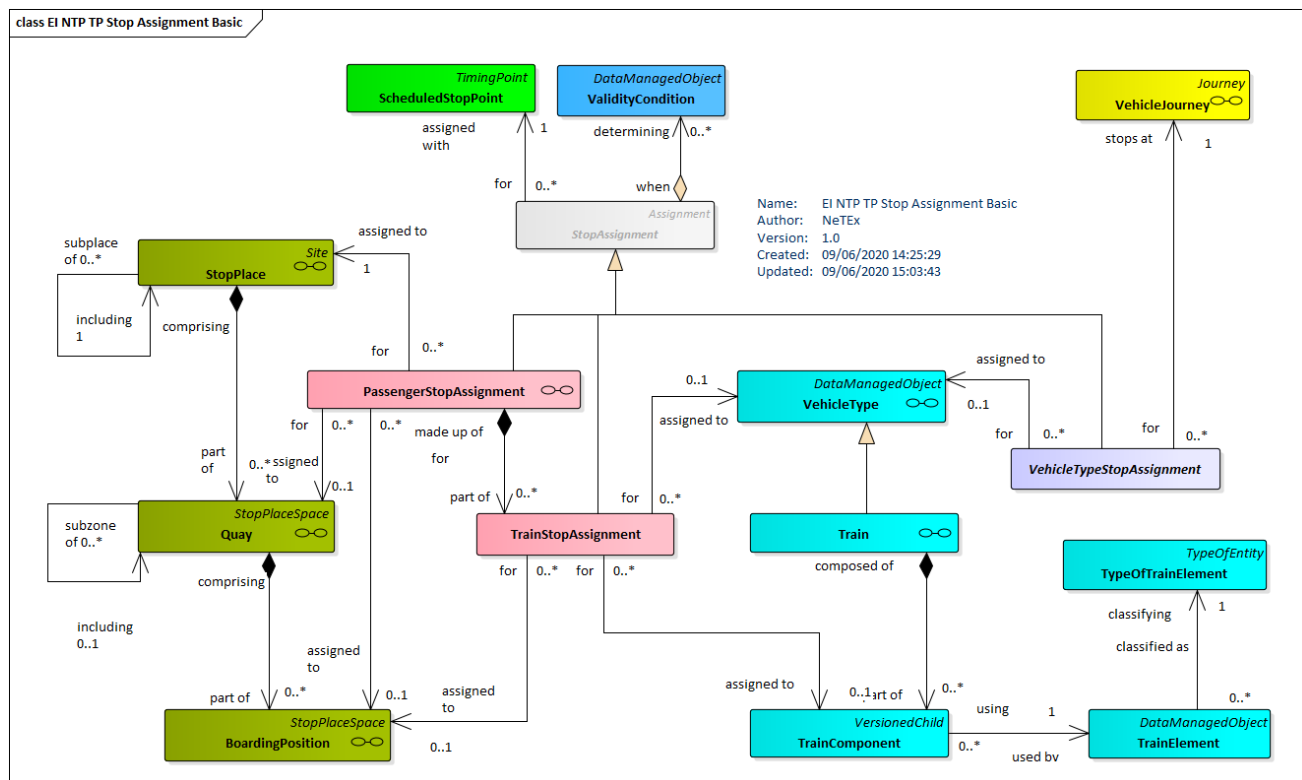 class EI NTP TP Stop Assignment Basic
TimingPoint
ScheduledStopPoint
DataManagedObject
ValidityCondition
Journey
VehicleJourney
assigned
with
1
determining
0..*
stops at
1
for
0..*
when
Assignment
StopAssignment
Name: EI NTP TP Stop Assignment Basic
Author: NeTEx
Version: 1.0
Created: 09/06/2020 14:25:29
Updated: 09/06/2020 15:03:43
subplace
of 0..*
Site
StopPlace
assigned to
1
including
1
comprising
for
0..*
PassengerStopAssignment
0..1
assigned to
DataManagedObject
VehicleType
assigned to
0..1
for
0..*
0..*
made up of
for
for
0..*
for
0..*
VehicleTypeStopAssignment
part
of
0..*
ssigned
to
0..1
part of
0..*
for
0..*
subzone
of 0..*
StopPlaceSpace
Quay
TrainStopAssignment
Train
TypeOfEntity
TypeOfTrainElement
comprising
for
0..*
for
0..*
composed of
classifying
1
classified as
including
0..1
assigned
to
part of
0..*
0..1
assigned
to
0..1
assigned to
0..1
art of
0..*
using
1
0..*
StopPlaceSpace
BoardingPosition
VersionedChild
TrainComponent
0..*
used by
DataManagedObject
TrainElement